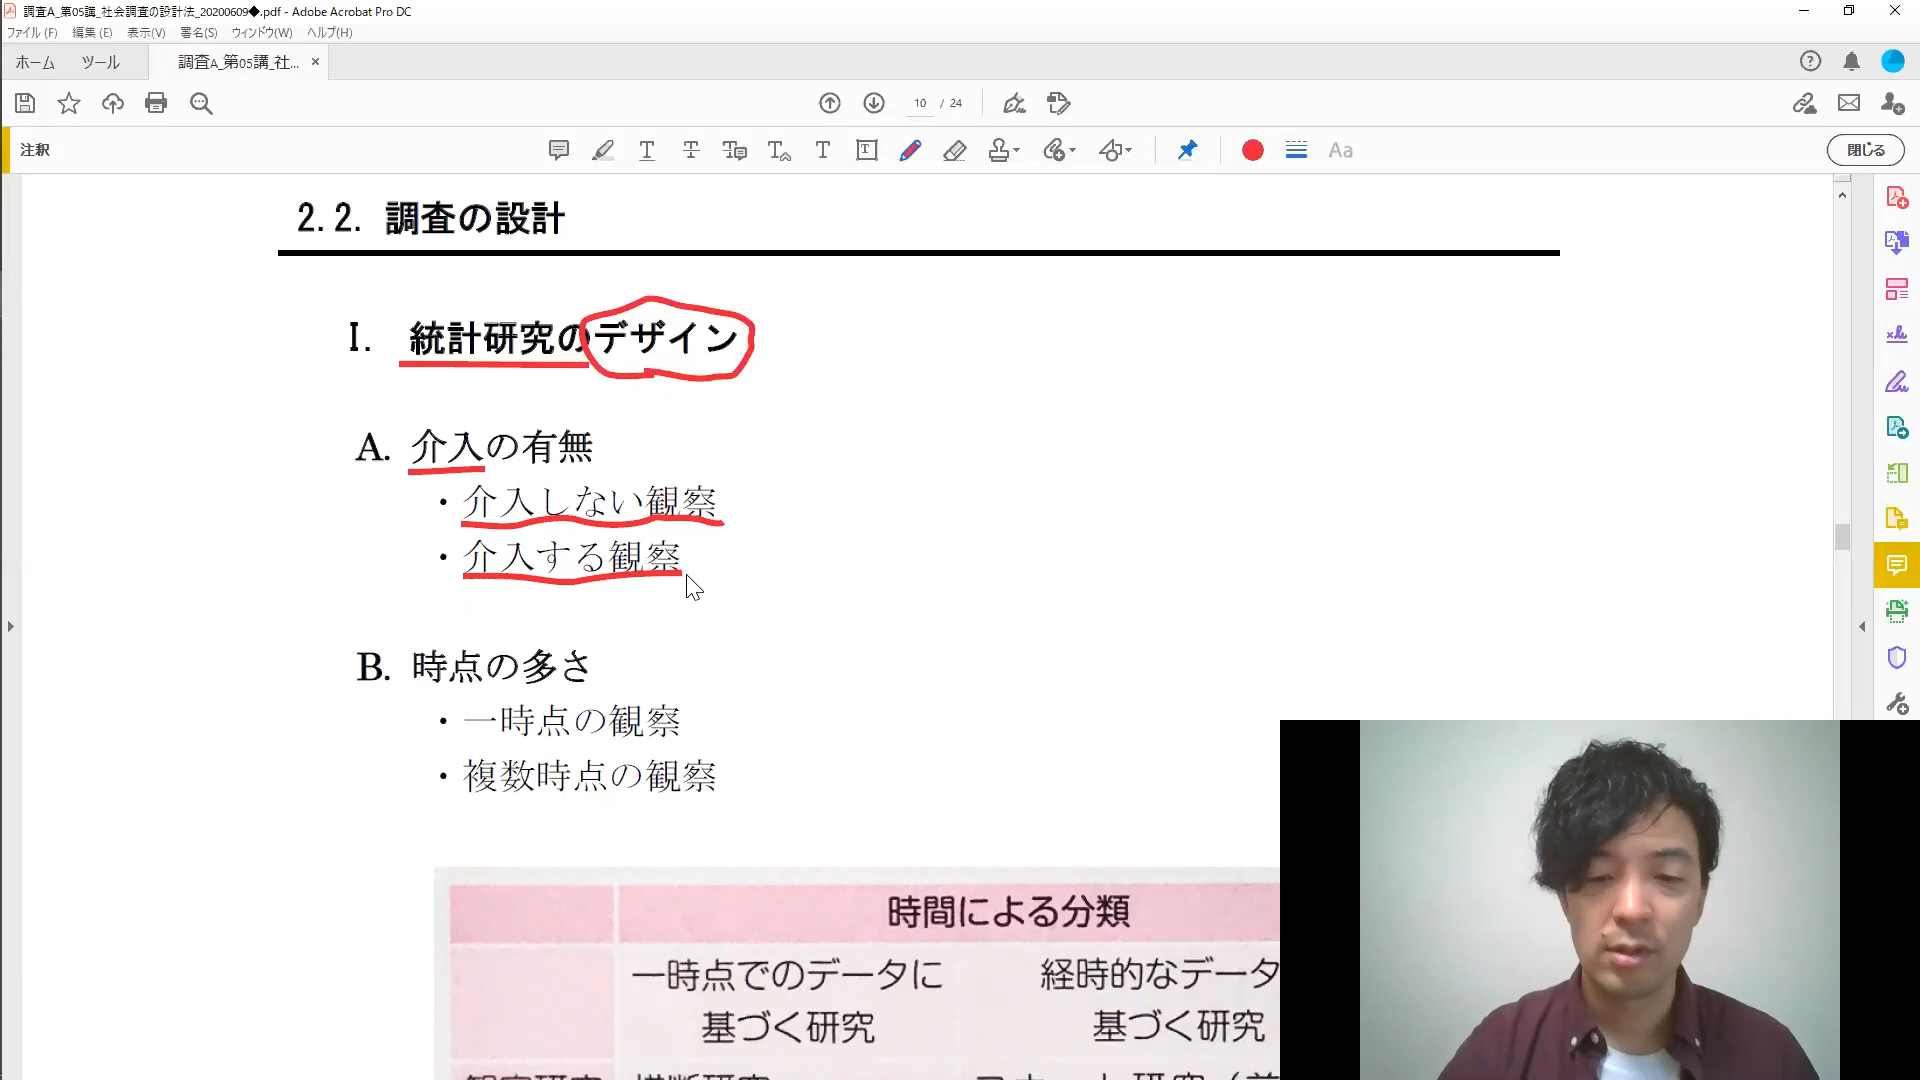 調査A_第05講_社会調査の設計法_20200609◆.pdf - Adobe Acrobat Pro DC
ファイル(F) 編集(E) 表示(V) 署名(S) ウィンドウ(W) ヘルプ(H)
ホーム ツール 調査A_第05講_社... ×
10 / 24
注釈 Aa 閉じる
2.2. 調査の設計
I. 統計研究のデザイン
A. 介入の有無
・介入しない観察
・介入する観察
B. 時点の多さ
・一時点の観察
・複数時点の観察
時間による分類
一時点でのデータに
基づく研究
経時的なデータ
基づく研究